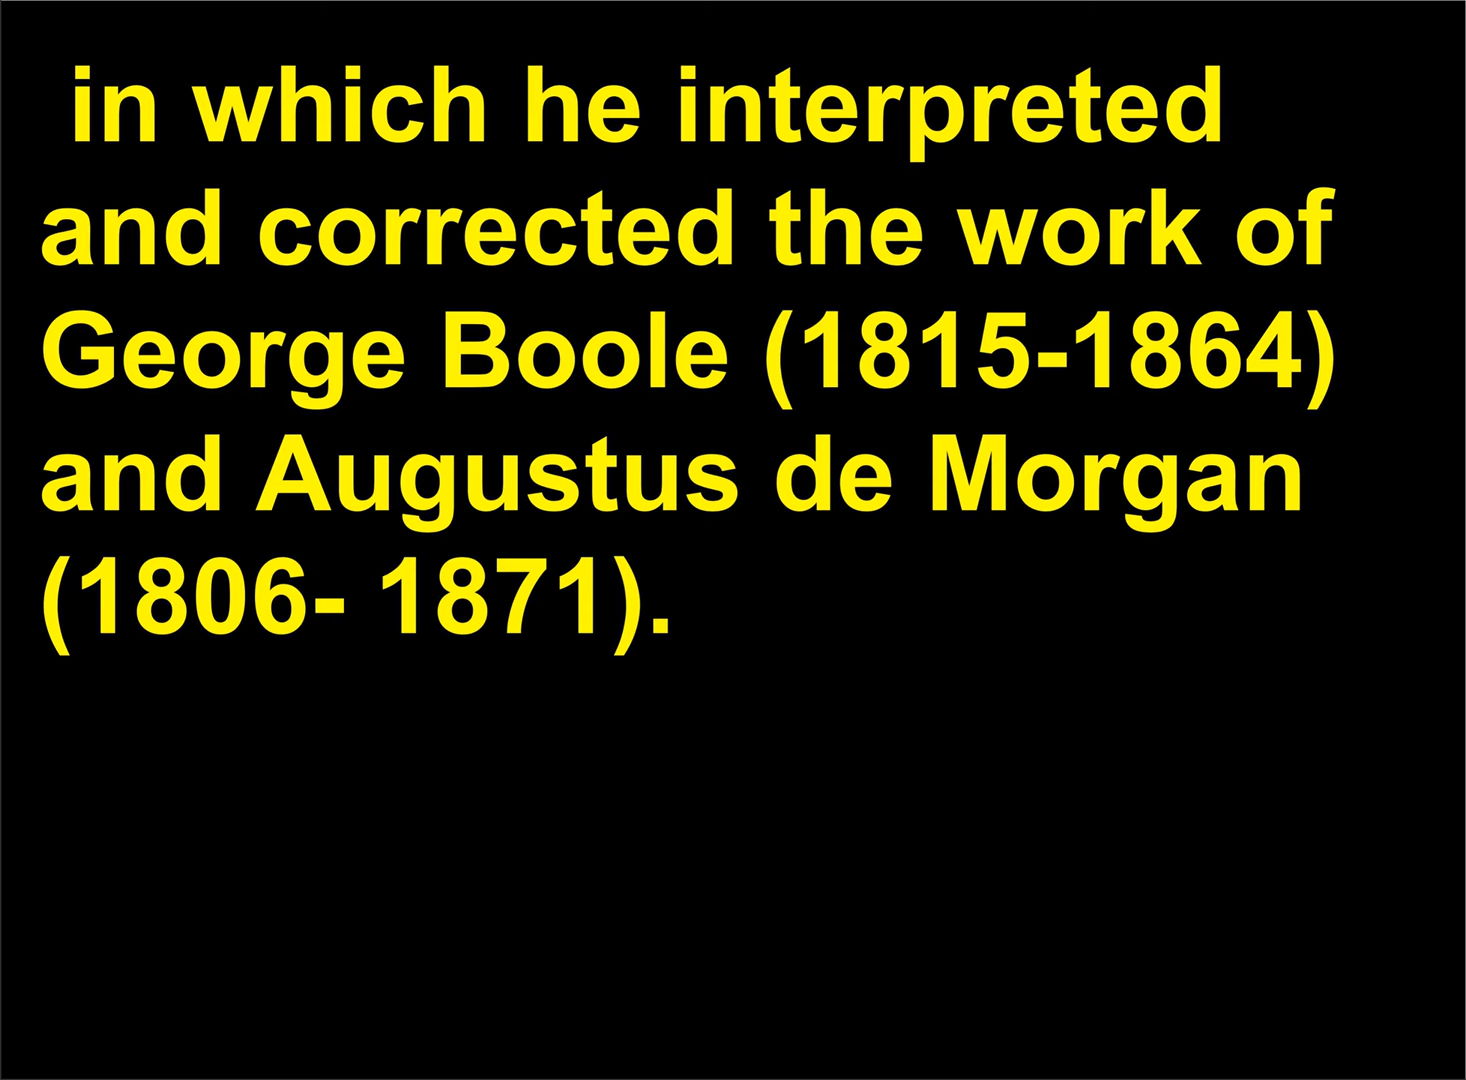 in which he interpreted
and corrected the work of
George Boole (1815-1864)
and Augustus de Morgan
(1806- 1871).